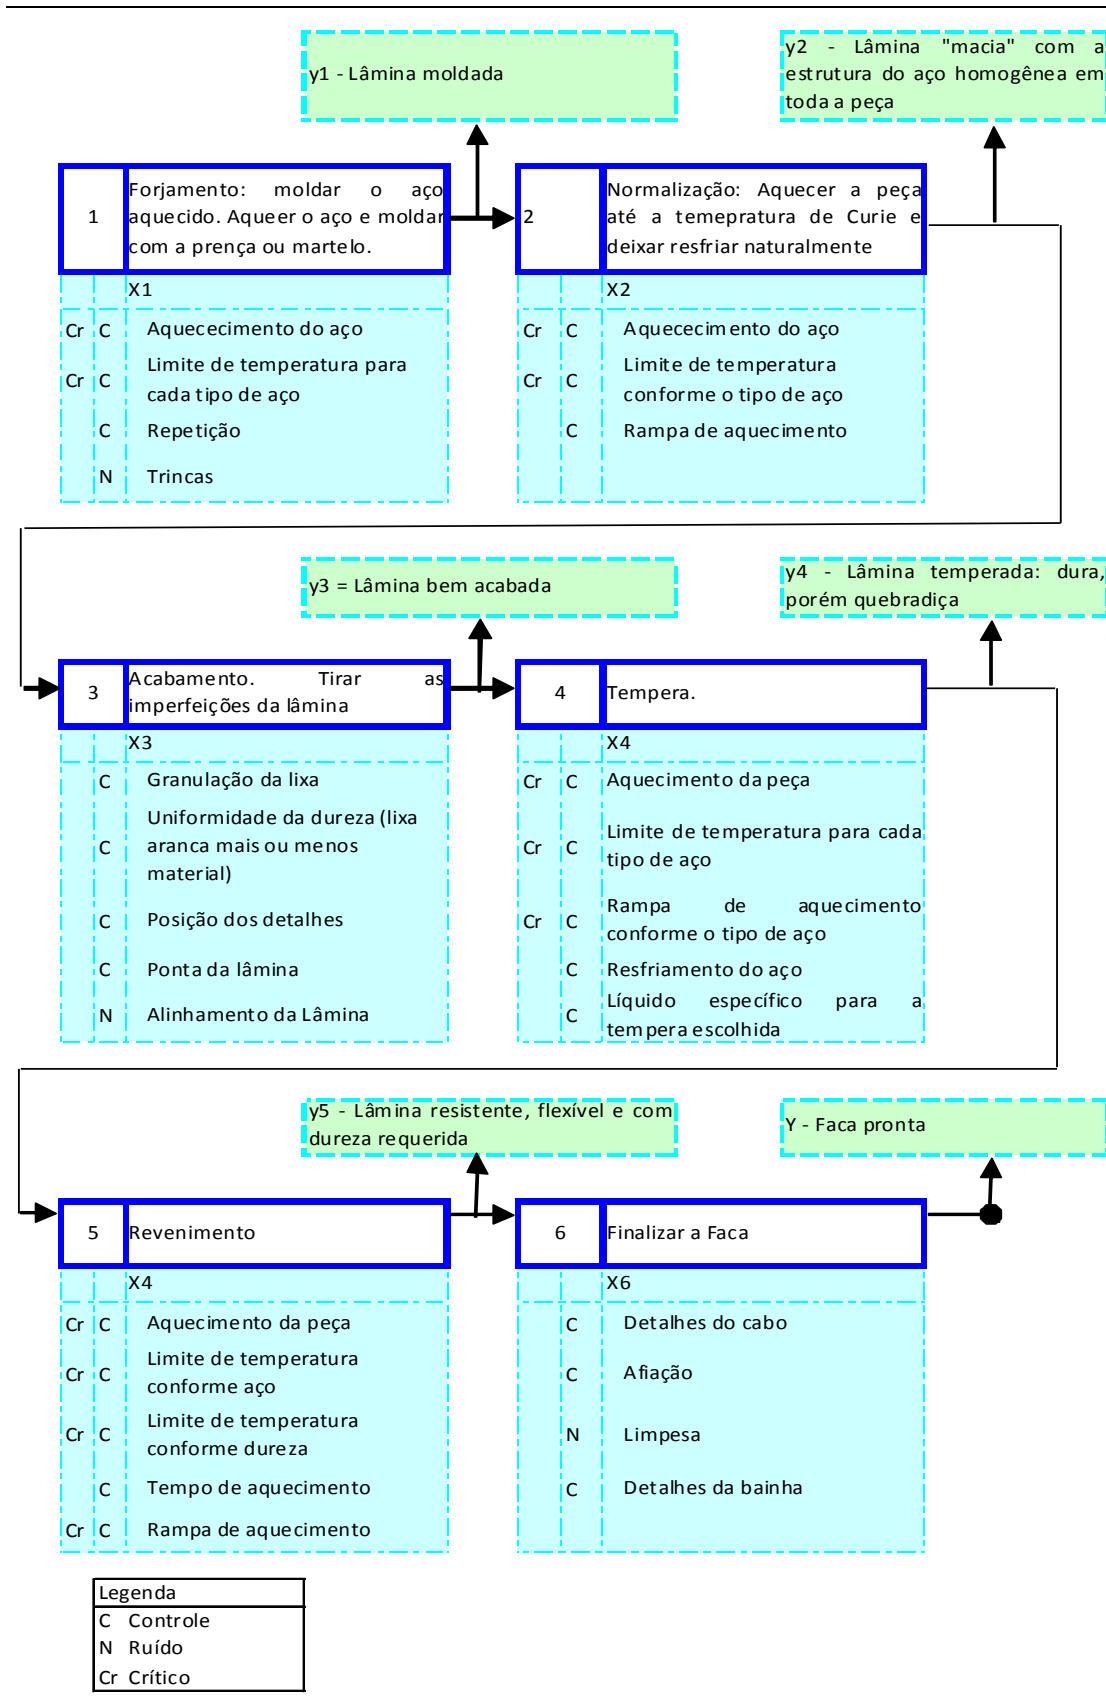 y1 - Lâmina moldada
y2 - Lâmina "macia" com a
estrutura do aço homogênea em
toda a peça
1
Forjamento: moldar o aço
aquecido. Aqueer o aço e moldar
com a prença ou martelo.
2
Normalização: Aquecer a peça
até a temepratura de Curie e
deixar resfriar naturalmente
X1
Cr C Aquececimento do aço
Cr C Limite de temperatura para
cada tipo de aço
C Repetição
N Trincas
X2
Cr C Aquececimento do aço
Cr C Limite de temperatura
conforme o tipo de aço
C Rampa de aquecimento
y3 = Lâmina bem acabada
y4 - Lâmina temperada: dura,
porém quebradiça
3
Acabamento. Tirar as
imperfeições da lâmina
4
Tempera.
X3
C Granulação da lixa
C Uniformidade da dureza (lixa
aranca mais ou menos
material)
C Posição dos detalhes
C Ponta da lâmina
N Alinhamento da Lâmina
X4
Cr C Aquecimento da peça
Cr C Limite de temperatura para cada
tipo de aço
Cr C Rampa de aquecimento
conforme o tipo de aço
C Resfriamento do aço
C Líquido específico para a
tempera escolhida
y5 - Lâmina resistente, flexível e com
dureza requerida
Y - Faca pronta
5
Revenimento
6
Finalizar a Faca
X4
Cr C Aquecimento da peça
Cr C Limite de temperatura
conforme aço
Cr C Limite de temperatura
conforme dureza
C Tempo de aquecimento
Cr C Rampa de aquecimento
X6
C Detalhes do cabo
C Afiação
N Limpesa
C Detalhes da bainha
Legenda
C Controle
N Ruído
Cr Crítico